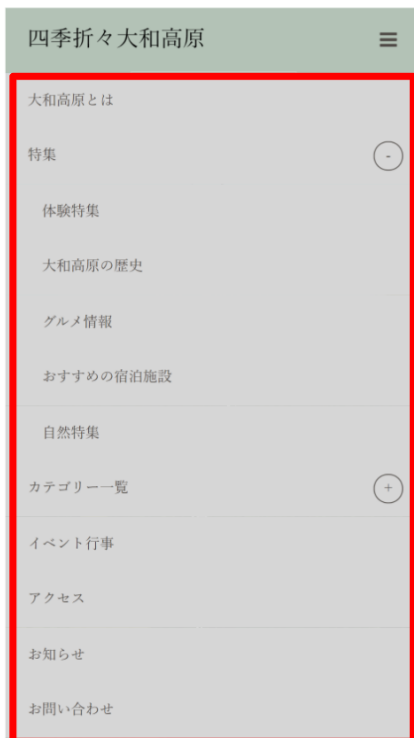 四季折々大和高原
大和高原とは
特集
-
体験特集
大和高原の歴史
グルメ情報
おすすめの宿泊施設
自然特集
カテゴリー一覧
+
イベント行事
アクセス
お知らせ
お問い合わせ